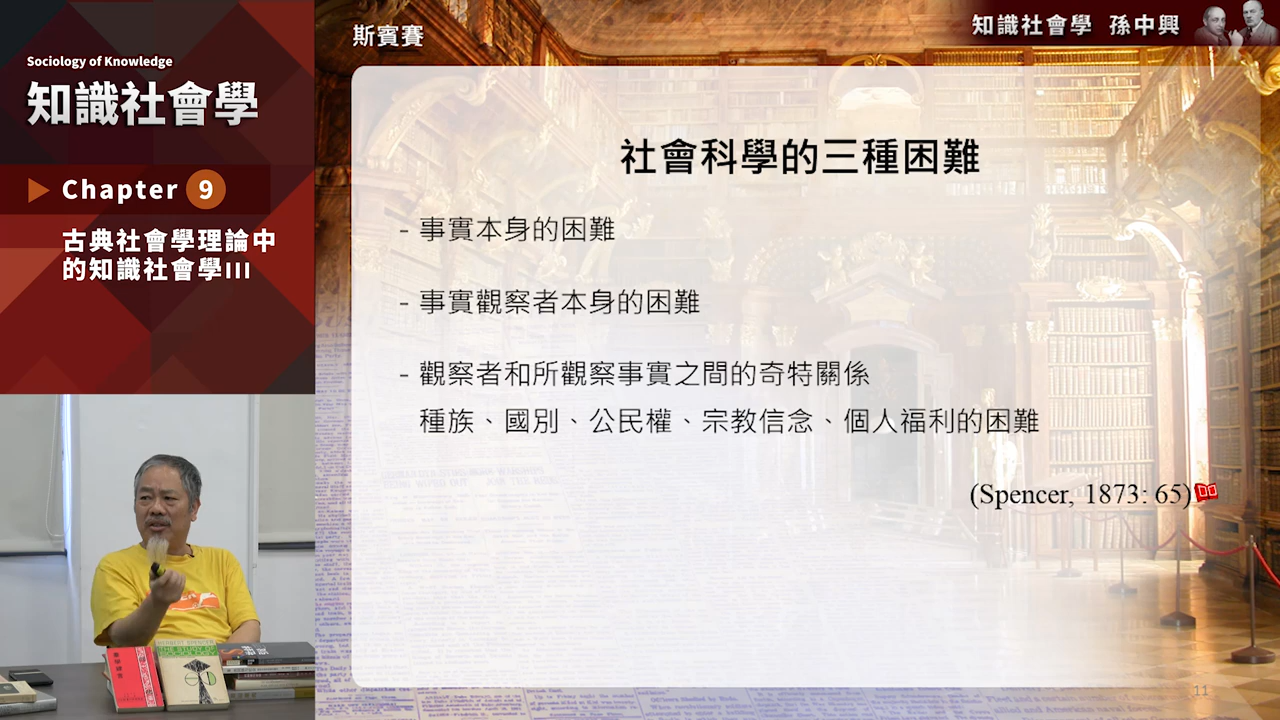 Sociology of Knowledge
知識社會學
Chapter 9
古典社會學理論中
的知識社會學III
斯賓賽
知識社會學 孫中興
社會科學的三種困難
- 事實本身的困難
- 事實觀察者本身的困難
- 觀察者和所觀察事實之間的奇特關係
種族、國別、公民權、宗教信念、個人福利的困難
(Spencer, 1873: 65)
11
HERBERT SPENCER
THE STUDY OF